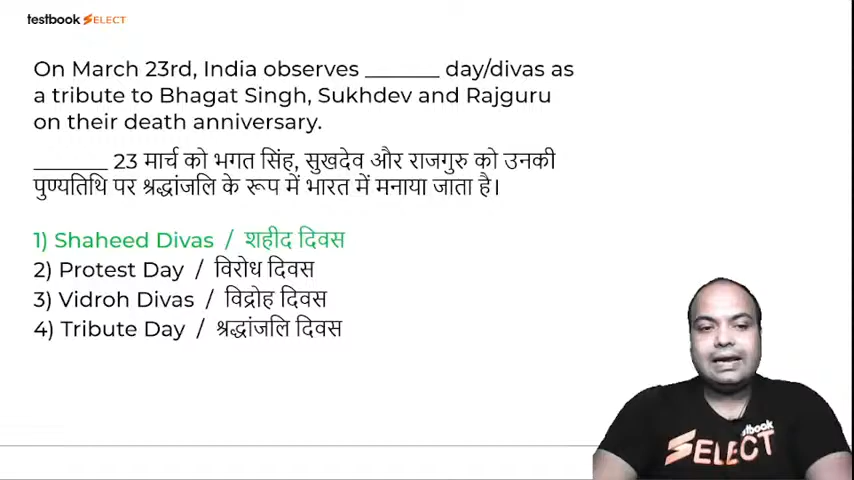 testbook SELECT
On March 23rd, India observes _______ day/divas as
a tribute to Bhagat Singh, Sukhdev and Rajguru
on their death anniversary.
_______ 23 मार्च को भगत सिंह, सुखदेव और राजगुरु को उनकी
पुण्यतिथि पर श्रद्धांजलि के रूप में भारत में मनाया जाता है।
1) Shaheed Divas / शहीद दिवस
2) Protest Day / विरोध दिवस
3) Vidroh Divas / विद्रोह दिवस
4) Tribute Day / श्रद्धांजलि दिवस
stbook
SELECT